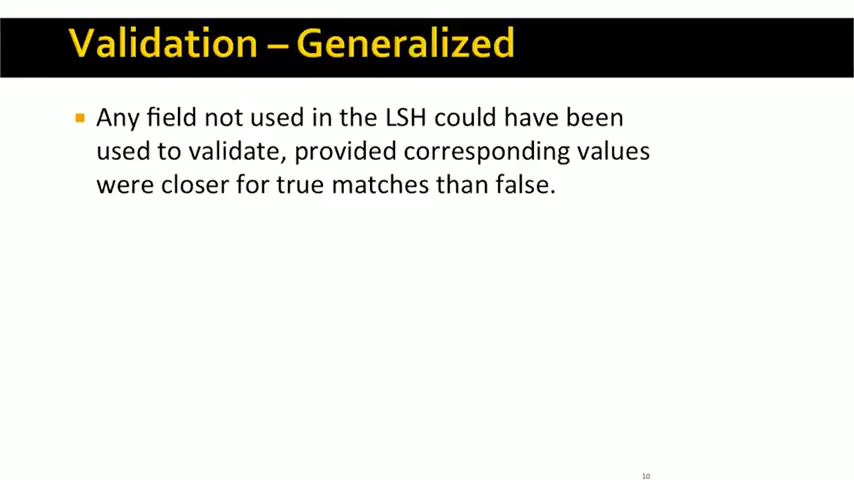 Validation – Generalized
Any field not used in the LSH could have been
used to validate, provided corresponding values
were closer for true matches than false.
10